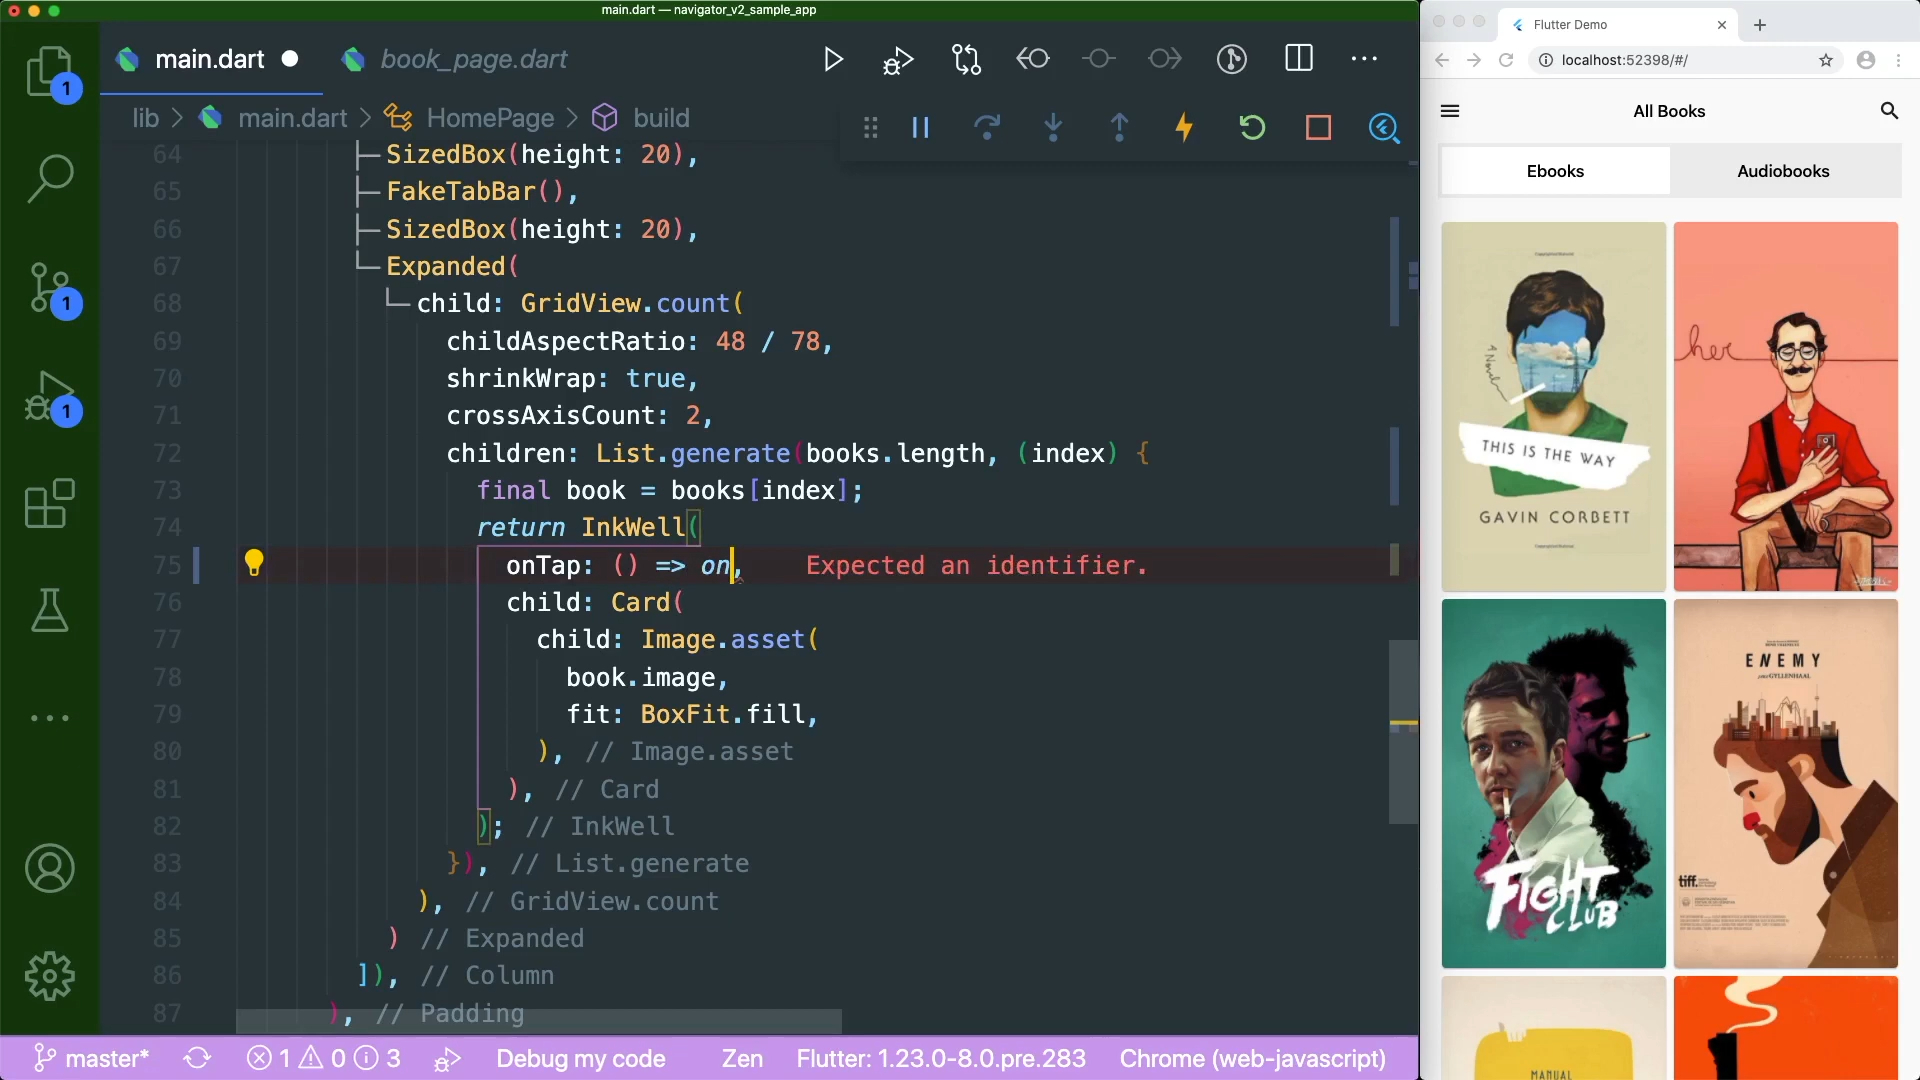 main.dart — navigator_v2_sample_app
main.dart
book_page.dart
lib
main.dart
HomePage
build
64 SizedBox(height: 20),
65 FakeTabBar(),
66 SizedBox(height: 20),
67 Expanded(
68 child: GridView.count(
69 childAspectRatio: 48 / 78,
70 shrinkWrap: true,
71 crossAxisCount: 2,
72 children: List.generate(books.length, (index) {
73 final book = books[index];
74 return InkWell(
75 onTap: () => on, Expected an identifier.
76 child: Card(
77 child: Image.asset(
78 book.image,
79 fit: BoxFit.fill,
80 ), // Image.asset
81 ), // Card
82 ); // InkWell
83 }), // List.generate
84 ), // GridView.count
85 ) // Expanded
86 ]), // Column
87 ), // Padding
1
1
1
master*
1 0 3
Debug my code
Zen
Flutter: 1.23.0-8.0.pre.283
Chrome (web-javascript)
Flutter Demo
localhost:52398/#/
All Books
Ebooks
Audiobooks
A Novel
THIS IS THE WAY
GAVIN CORBETT
her
FIGHT
CLUB
ENEMY
GYLLENHAAL
tiff.
MANUAL